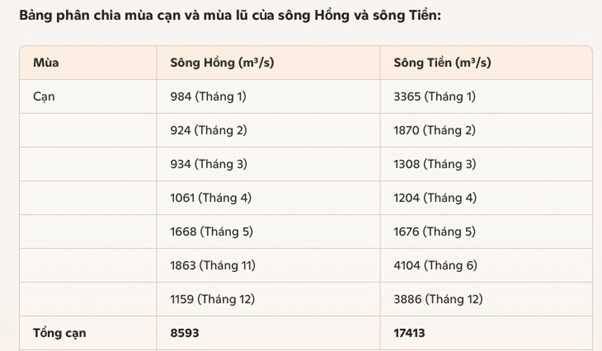 Bảng phân chia mùa cạn và mùa lũ của sông Hồng và sông Tiền:
Mùa Sông Hồng (m³/s) Sông Tiền (m³/s)
Cạn 984 (Tháng 1) 3365 (Tháng 1)
924 (Tháng 2) 1870 (Tháng 2)
934 (Tháng 3) 1308 (Tháng 3)
1061 (Tháng 4) 1204 (Tháng 4)
1668 (Tháng 5) 1676 (Tháng 5)
1863 (Tháng 11) 4104 (Tháng 6)
1159 (Tháng 12) 3886 (Tháng 12)
Tổng cạn 8593 17413